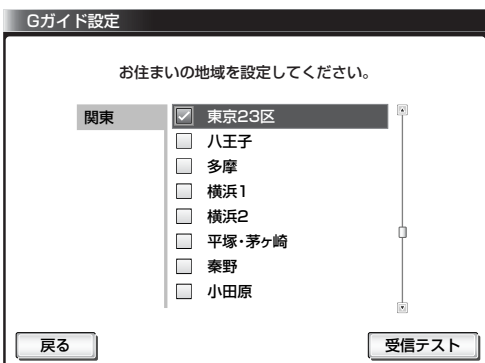 Gガイド設定
お住まいの地域を設定してください。
関東
東京23区
八王子
多摩
横浜1
横浜2
平塚・茅ヶ崎
秦野
小田原
戻る
受信テスト